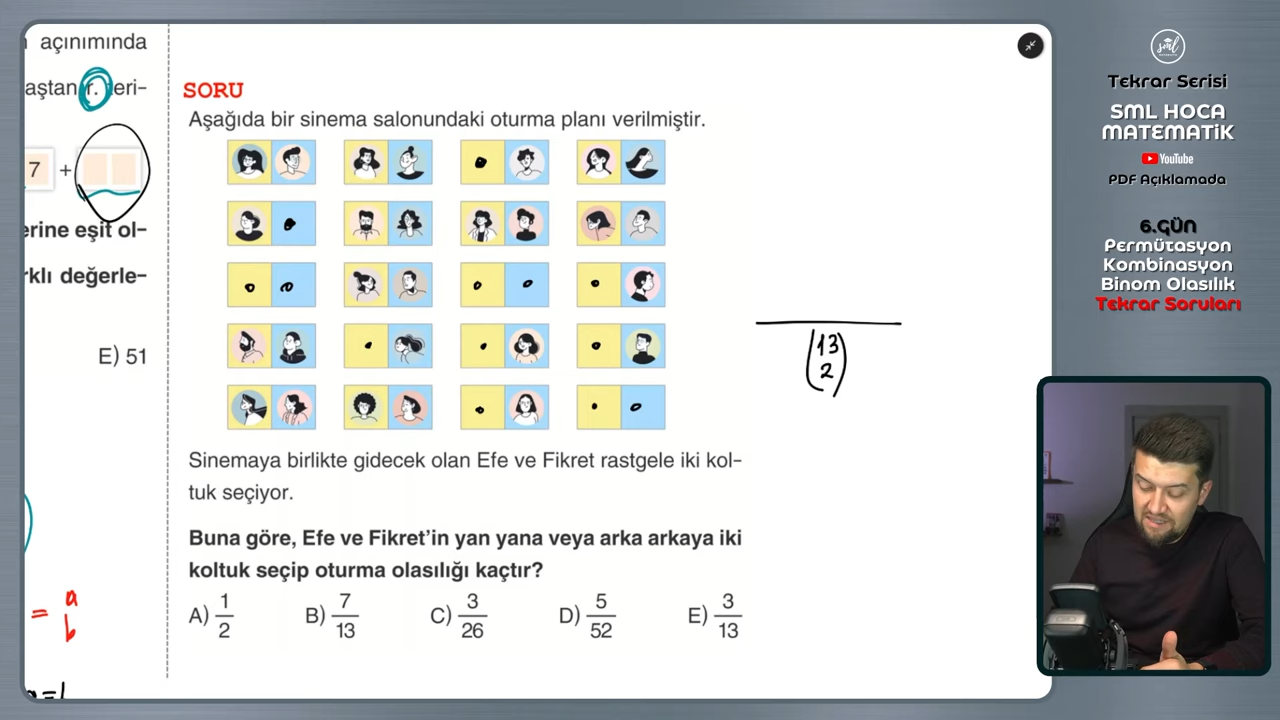 açınımında
aştan r. eri-
7 +
erine eşit ol-
rklı değerle-
E) 51
= a
b
a=1
SORU
Aşağıda bir sinema salonundaki oturma planı verilmiştir.
13
2
Sinemaya birlikte gidecek olan Efe ve Fikret rastgele iki kol-
tuk seçiyor.
Buna göre, Efe ve Fikret'in yan yana veya arka arkaya iki
koltuk seçip oturma olasılığı kaçtır?
A) 1/2 B) 7/13 C) 3/26 D) 5/52 E) 3/13
sml
Tekrar Serisi
SML HOCA
MATEMATİK
YouTube
PDF Açıklamada
6.GÜN
Permütasyon
Kombinasyon
Binom Olasılık
Tekrar Soruları